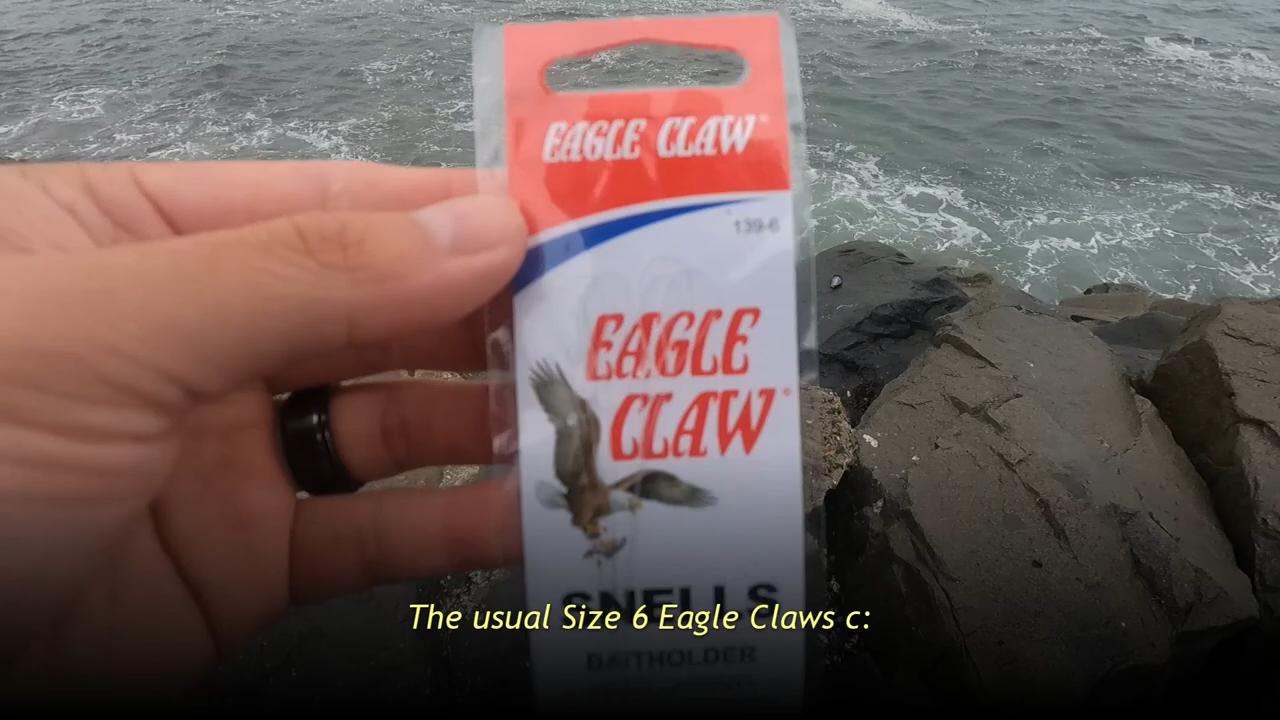 EAGLE CLAW
139-6
EAGLE
CLAW
SNELLS
BAITHOLDER
The usual Size 6 Eagle Claws c: